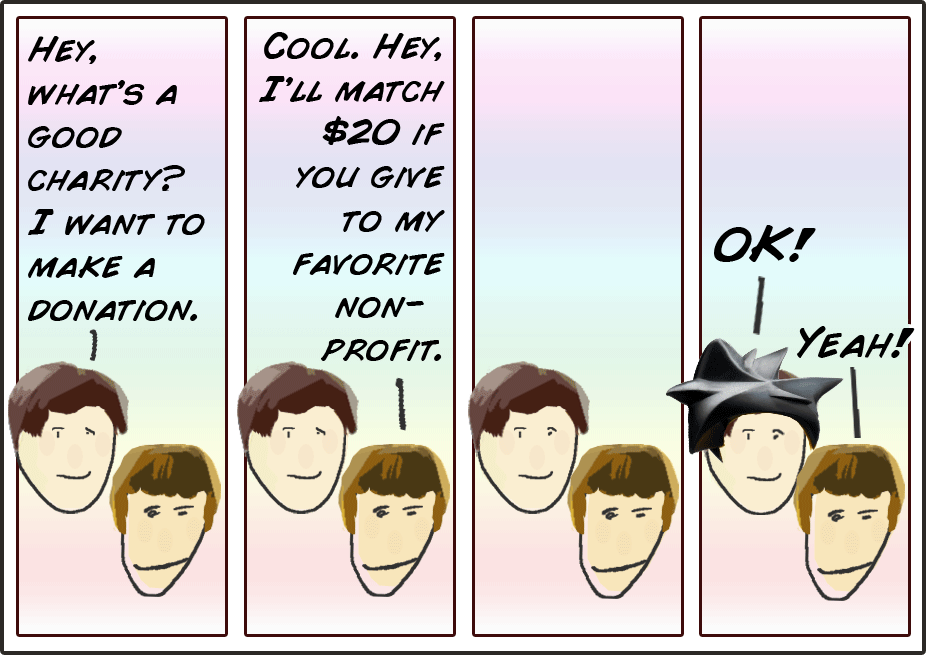 Hey,
what's a
good
charity?
I want to
make a
donation.
Cool. Hey,
I'll match
$20 if
you give
to my
favorite
non-
profit.
OK!
Yeah!